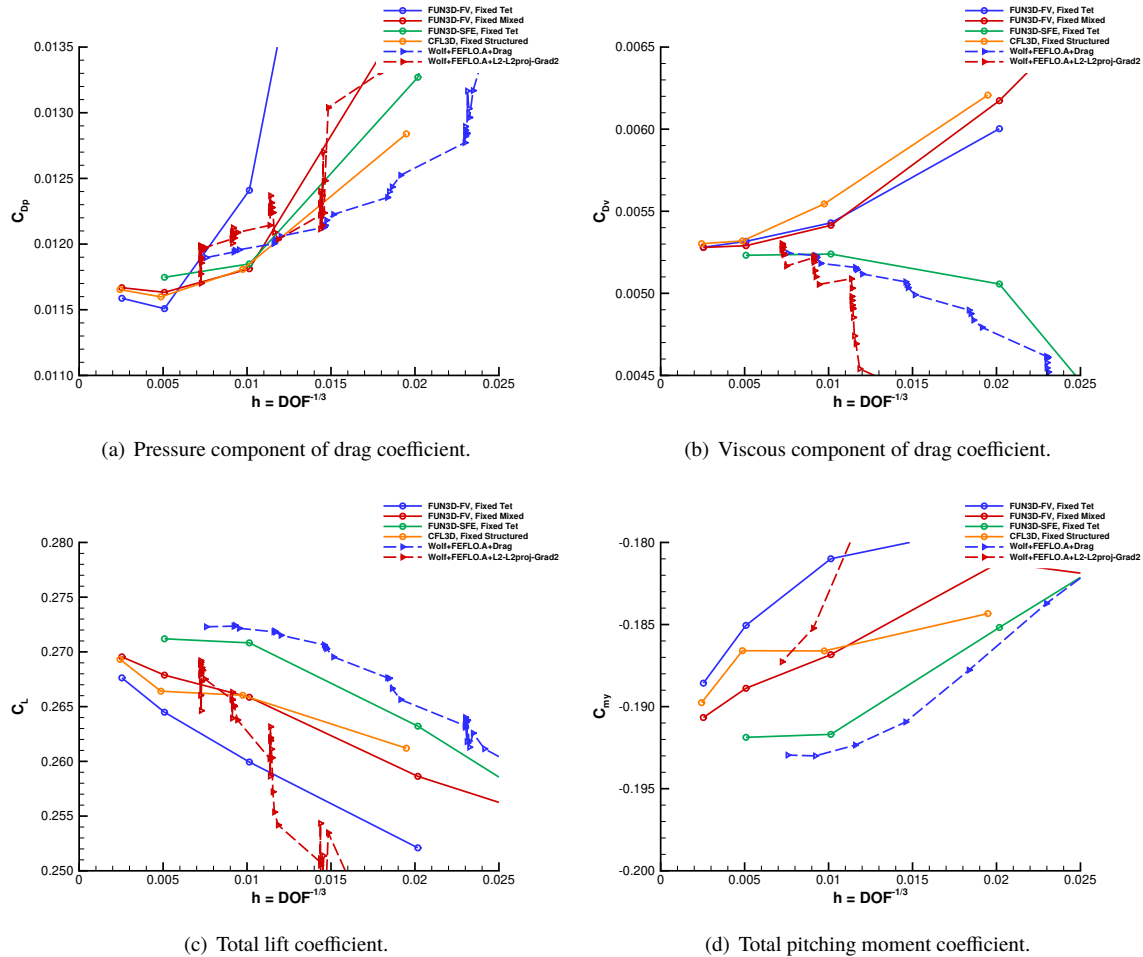 FUN3D-FV, Fixed Tet
FUN3D-FV, Fixed Mixed
FUN3D-SFE, Fixed Tet
CFL3D, Fixed Structured
Wolf+FEFLO.A+Drag
Wolf+FEFLO.A+L2-L2proj-Grad2
0.0135
0.0130
0.0125
0.0120
0.0115
0.0110
C_Dp
0 0.005 0.01 0.015 0.02 0.025
h = DOF^-1/3
(a) Pressure component of drag coefficient.
FUN3D-FV, Fixed Tet
FUN3D-FV, Fixed Mixed
FUN3D-SFE, Fixed Tet
CFL3D, Fixed Structured
Wolf+FEFLO.A+Drag
Wolf+FEFLO.A+L2-L2proj-Grad2
0.0065
0.0060
0.0055
0.0050
0.0045
C_Dv
0 0.005 0.01 0.015 0.02 0.025
h = DOF^-1/3
(b) Viscous component of drag coefficient.
FUN3D-FV, Fixed Tet
FUN3D-FV, Fixed Mixed
FUN3D-SFE, Fixed Tet
CFL3D, Fixed Structured
Wolf+FEFLO.A+Drag
Wolf+FEFLO.A+L2-L2proj-Grad2
0.280
0.275
0.270
0.265
0.260
0.255
0.250
C_L
0 0.005 0.01 0.015 0.02 0.025
h = DOF^-1/3
(c) Total lift coefficient.
FUN3D-FV, Fixed Tet
FUN3D-FV, Fixed Mixed
FUN3D-SFE, Fixed Tet
CFL3D, Fixed Structured
Wolf+FEFLO.A+Drag
Wolf+FEFLO.A+L2-L2proj-Grad2
-0.180
-0.185
-0.190
-0.195
-0.200
C_my
0 0.005 0.01 0.015 0.02 0.025
h = DOF^-1/3
(d) Total pitching moment coefficient.